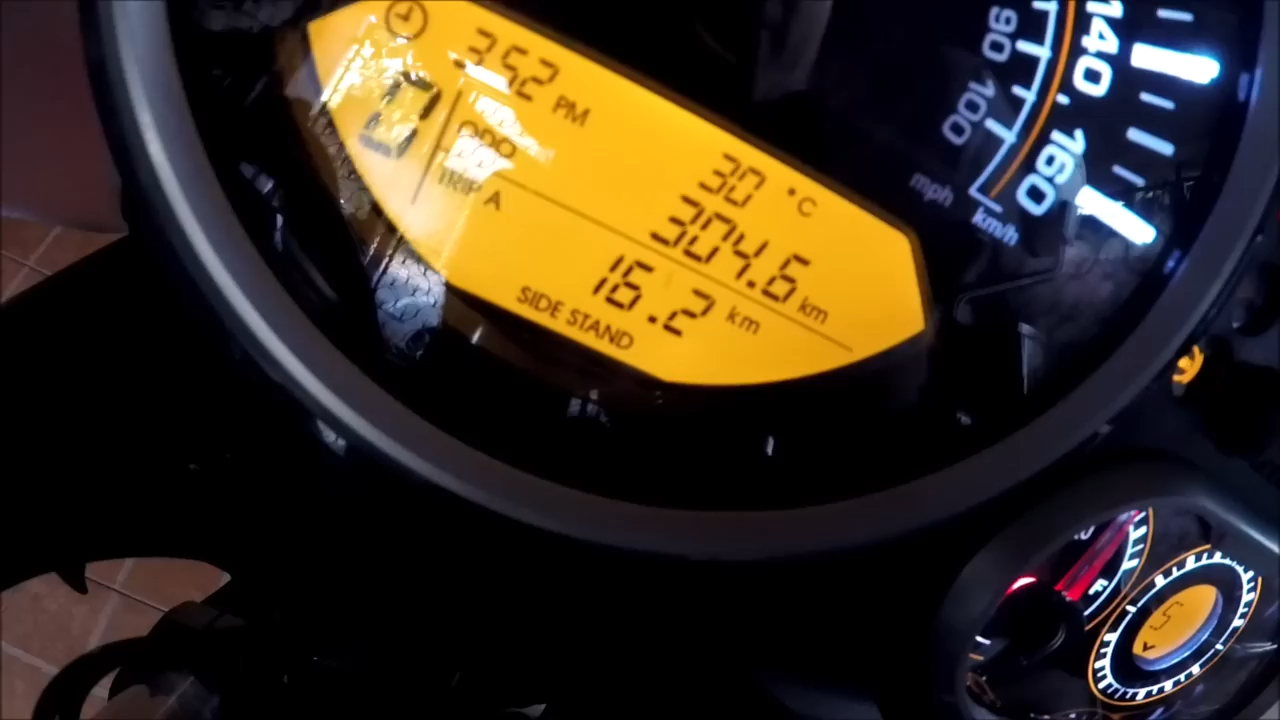 3:52 PM
0
30 °C
ODO 304.6 km
TRIP A 16.2 km
SIDE STAND
90
100
mph
140
160
km/h
F
S